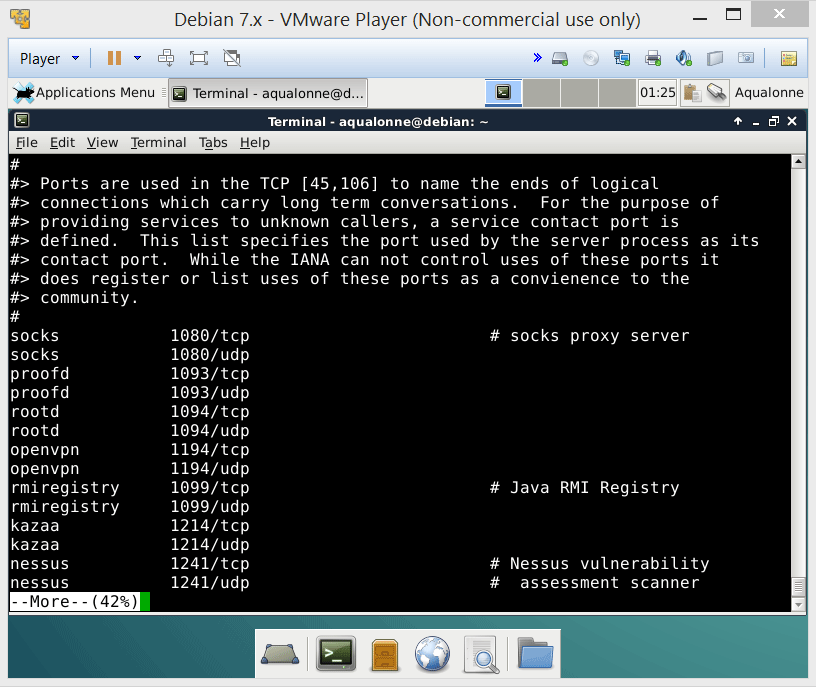 Debian 7.x - VMware Player (Non-commercial use only)
Player
Applications Menu
Terminal - aqualonne@d...
01:25
Aqualonne
Terminal - aqualonne@debian: ~
File Edit View Terminal Tabs Help
#
#> Ports are used in the TCP [45,106] to name the ends of logical
#> connections which carry long term conversations.  For the purpose of
#> providing services to unknown callers, a service contact port is
#> defined.  This list specifies the port used by the server process as its
#> contact port.  While the IANA can not control uses of these ports it
#> does register or list uses of these ports as a convienence to the
#> community.
#
socks           1080/tcp                        # socks proxy server
socks           1080/udp
proofd          1093/tcp
proofd          1093/udp
rootd           1094/tcp
rootd           1094/udp
openvpn         1194/tcp
openvpn         1194/udp
rmiregistry     1099/tcp                        # Java RMI Registry
rmiregistry     1099/udp
kazaa           1214/tcp
kazaa           1214/udp
nessus          1241/tcp                        # Nessus vulnerability
nessus          1241/udp                        #  assessment scanner
--More--(42%)